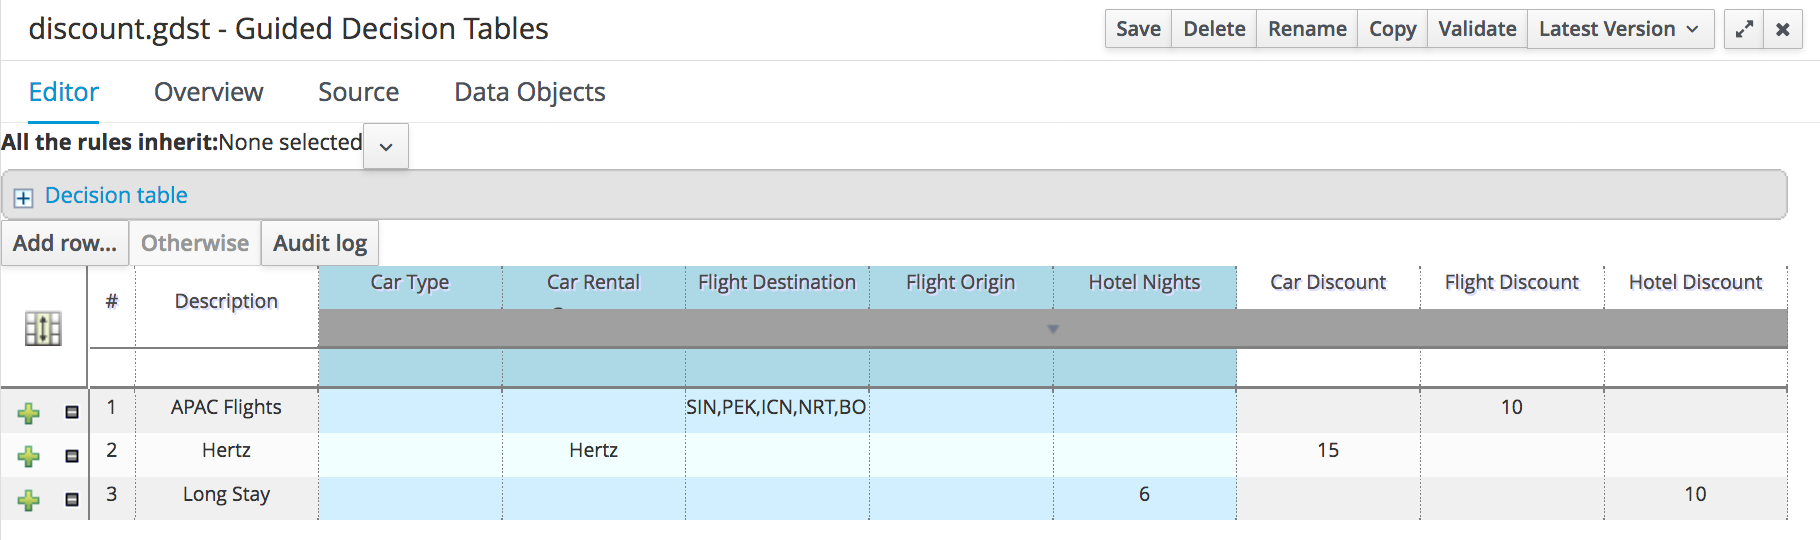 discount.gdst - Guided Decision Tables
Save Delete Rename Copy Validate Latest Version
Editor Overview Source Data Objects
All the rules inherit:None selected
Decision table
Add row... Otherwise Audit log
# Description Car Type Car Rental Flight Destination Flight Origin Hotel Nights Car Discount Flight Discount Hotel Discount
1 APAC Flights SIN,PEK,ICN,NRT,BO 10
2 Hertz Hertz 15
3 Long Stay 6 10